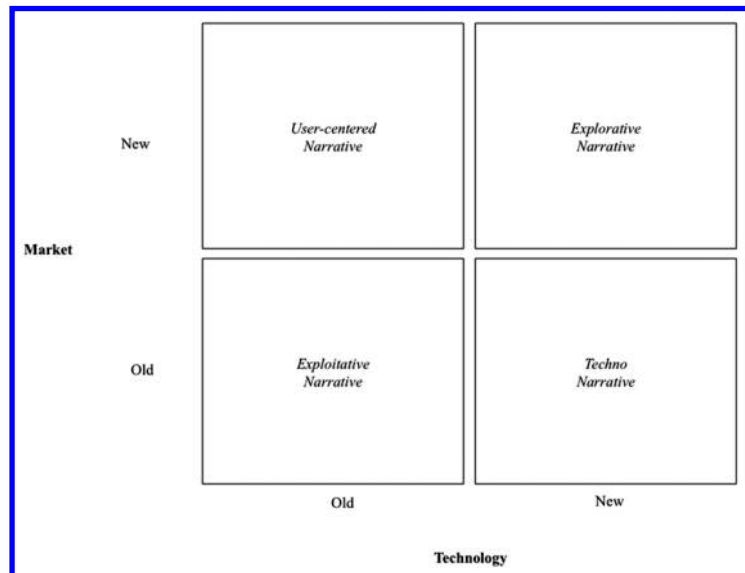 User-centered
Narrative
Explorative
Narrative
New
Market
Exploitative
Narrative
Techno
Narrative
Old
Old
New
Technology